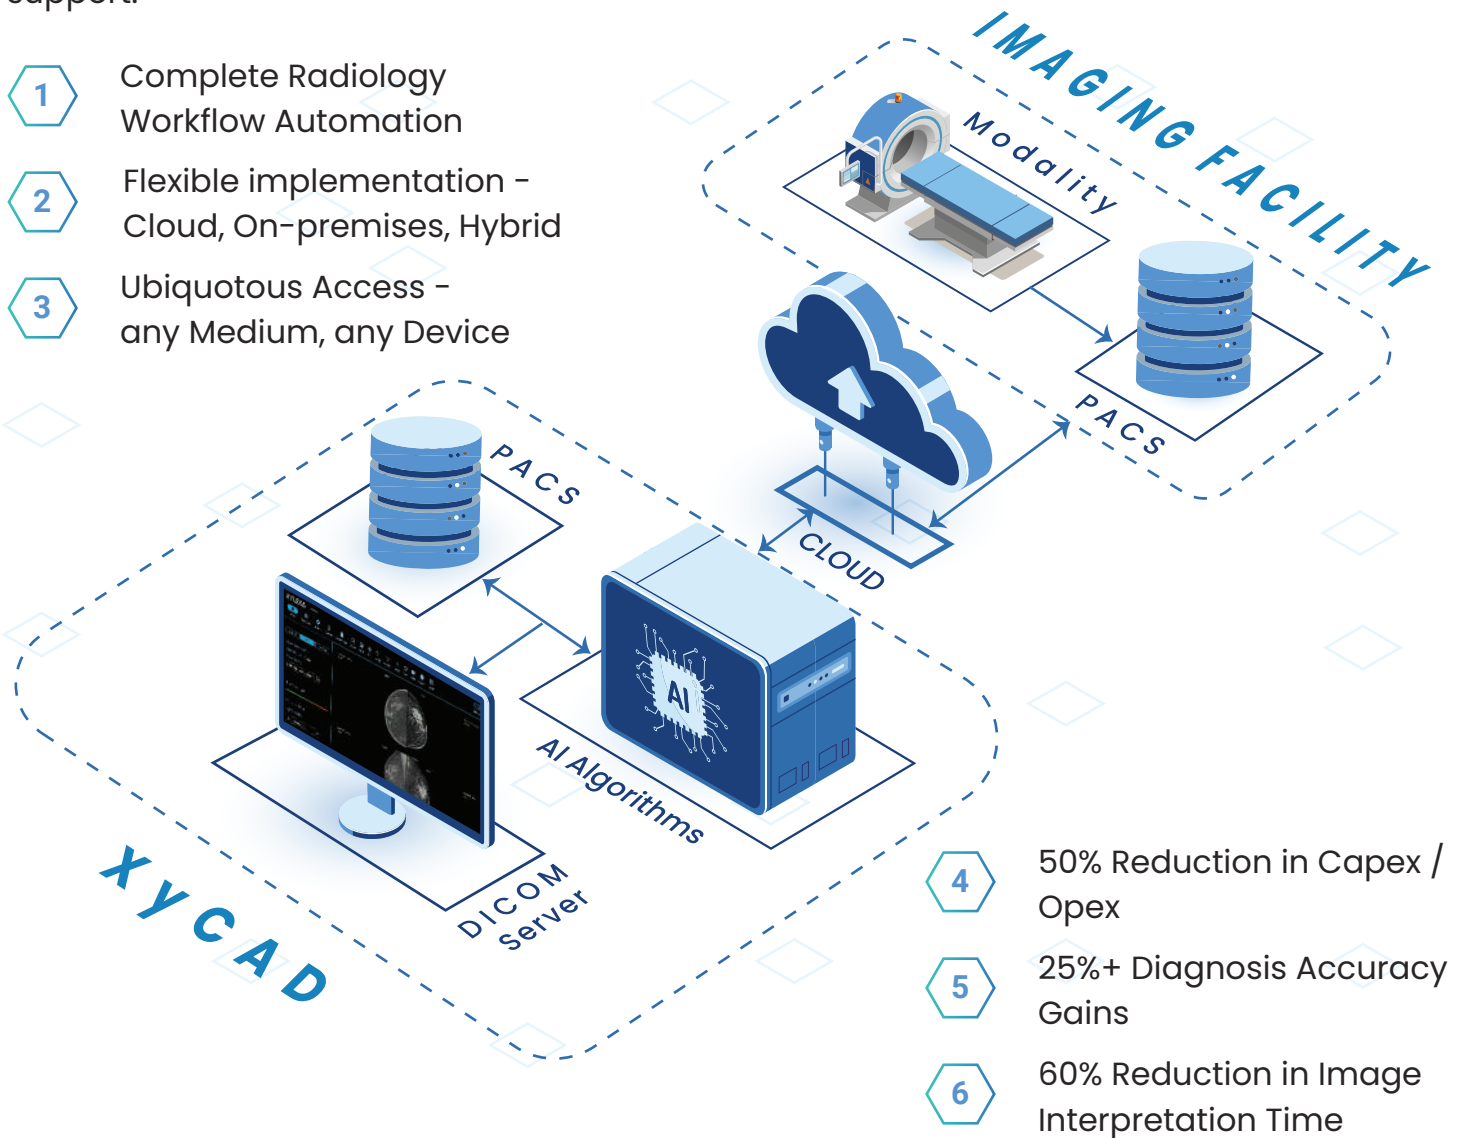 support.
1
Complete Radiology
Workflow Automation
2
Flexible implementation -
Cloud, On-premises, Hybrid
3
Ubiquotous Access -
any Medium, any Device
IMAGING FACILITY
Modality
PACS
CLOUD
PACS
AI
AI Algorithms
DICOM
Server
XyCAD
4
50% Reduction in Capex /
Opex
5
25%+ Diagnosis Accuracy
Gains
6
60% Reduction in Image
Interpretation Time